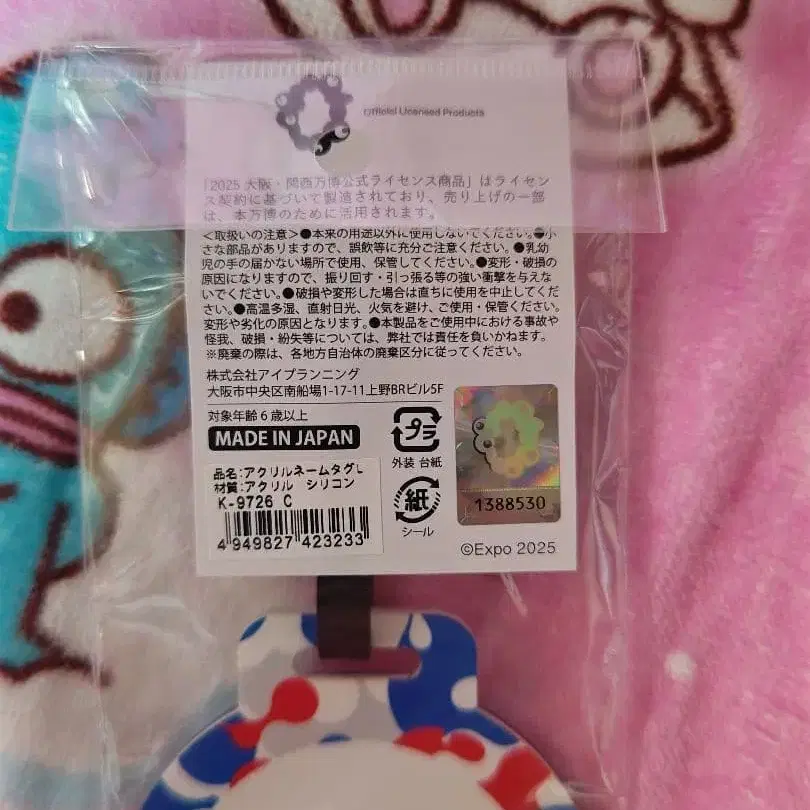 Official Licensed Products
「2025 大阪・関西万博公式ライセンス商品」はライセン
ス契約に基づいて製造されており、売り上げの一部
は、本万博のために活用されます。
<取扱いの注意>●本来の用途以外に使用しないでください。●小
さな部品がありますので、誤飲等に充分ご注意ください。●乳幼
児の手の届かない場所で使用、保管してください。●変形・破損の
原因になりますので、振り回す・引っ張る等の強い衝撃を与えな
いでください。●破損や変形した場合は直ちに使用を中止してくだ
さい。●高温多湿、直射日光、火気を避け、ご使用・保管ください。
変形や劣化の原因となります。●本製品をご使用中における事故や
怪我、破損・紛失等については、弊社では責任を負いかねます。
※廃棄の際は、各地方自治体の廃棄区分に従ってください。
株式会社アイプランニング
大阪市中央区南船場1-17-11上野BRビル5F
対象年齢6歳以上
MADE IN JAPAN
プラ
外装 台紙
品名:アクリルネームタグL
材質:アクリル シリコン
K-9726 C
4 949827 423233
紙
シール
1388530
©Expo 2025